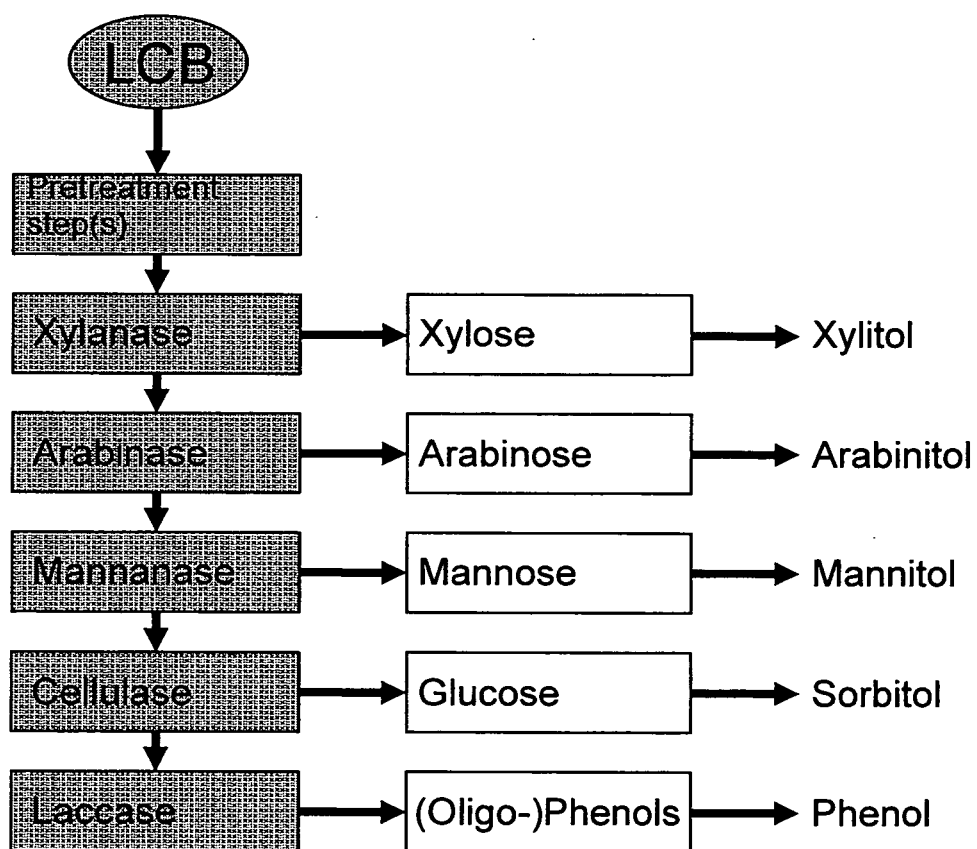 LCB
Pretreatment
step(s)
Xylanase
Xylose
Xylitol
Arabinase
Arabinose
Arabinitol
Mannanase
Mannose
Mannitol
Cellulase
Glucose
Sorbitol
Laccase
(Oligo-)Phenols
Phenol